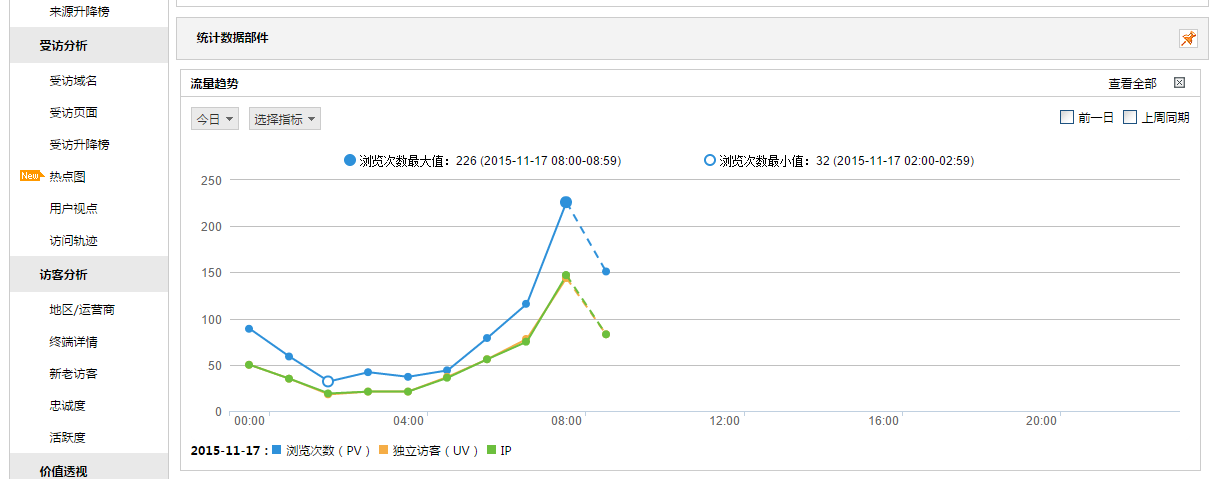 来源升降榜
受访分析
受访域名
受访页面
受访升降榜
New 热点图
用户视点
访问轨迹
访客分析
地区/运营商
终端详情
新老访客
忠诚度
活跃度
价值透视
统计数据部件
流量趋势 查看全部
今日 选择指标 前一日 上周同期
浏览次数最大值：226 (2015-11-17 08:00-08:59) 浏览次数最小值：32 (2015-11-17 02:00-02:59)
250
200
150
100
50
0
00:00 04:00 08:00 12:00 16:00 20:00
2015-11-17： 浏览次数（PV） 独立访客（UV） IP